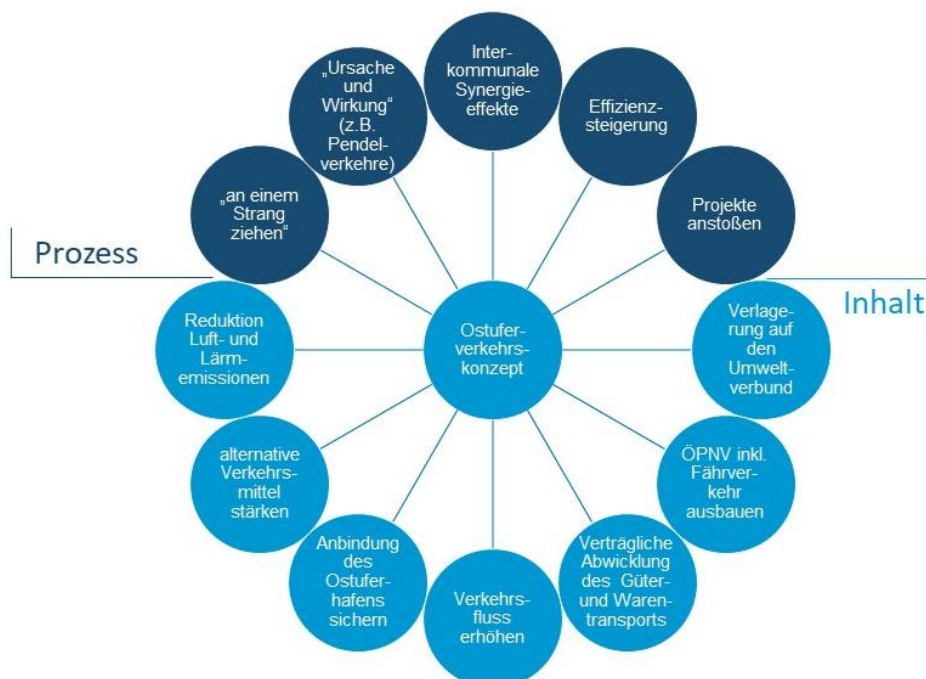 Inter-
kommunale
Synergie-
effekte
„Ursache
und
Wirkung“
(z.B.
Pendel-
verkehre)
Effizienz-
steigerung
„an einem
Strang
ziehen“
Projekte
anstoßen
Prozess
Inhalt
Reduktion
Luft- und
Lärm-
emissionen
Ostufer-
verkehrs-
konzept
Verlage-
rung auf
den
Umwelt-
verbund
alternative
Verkehrs-
mittel
stärken
ÖPNV inkl.
Fährver-
kehr
ausbauen
Anbindung
des
Ostufer-
hafens
sichern
Verkehrs-
fluss
erhöhen
Verträgliche
Abwicklung
des Güter-
und Waren-
transports